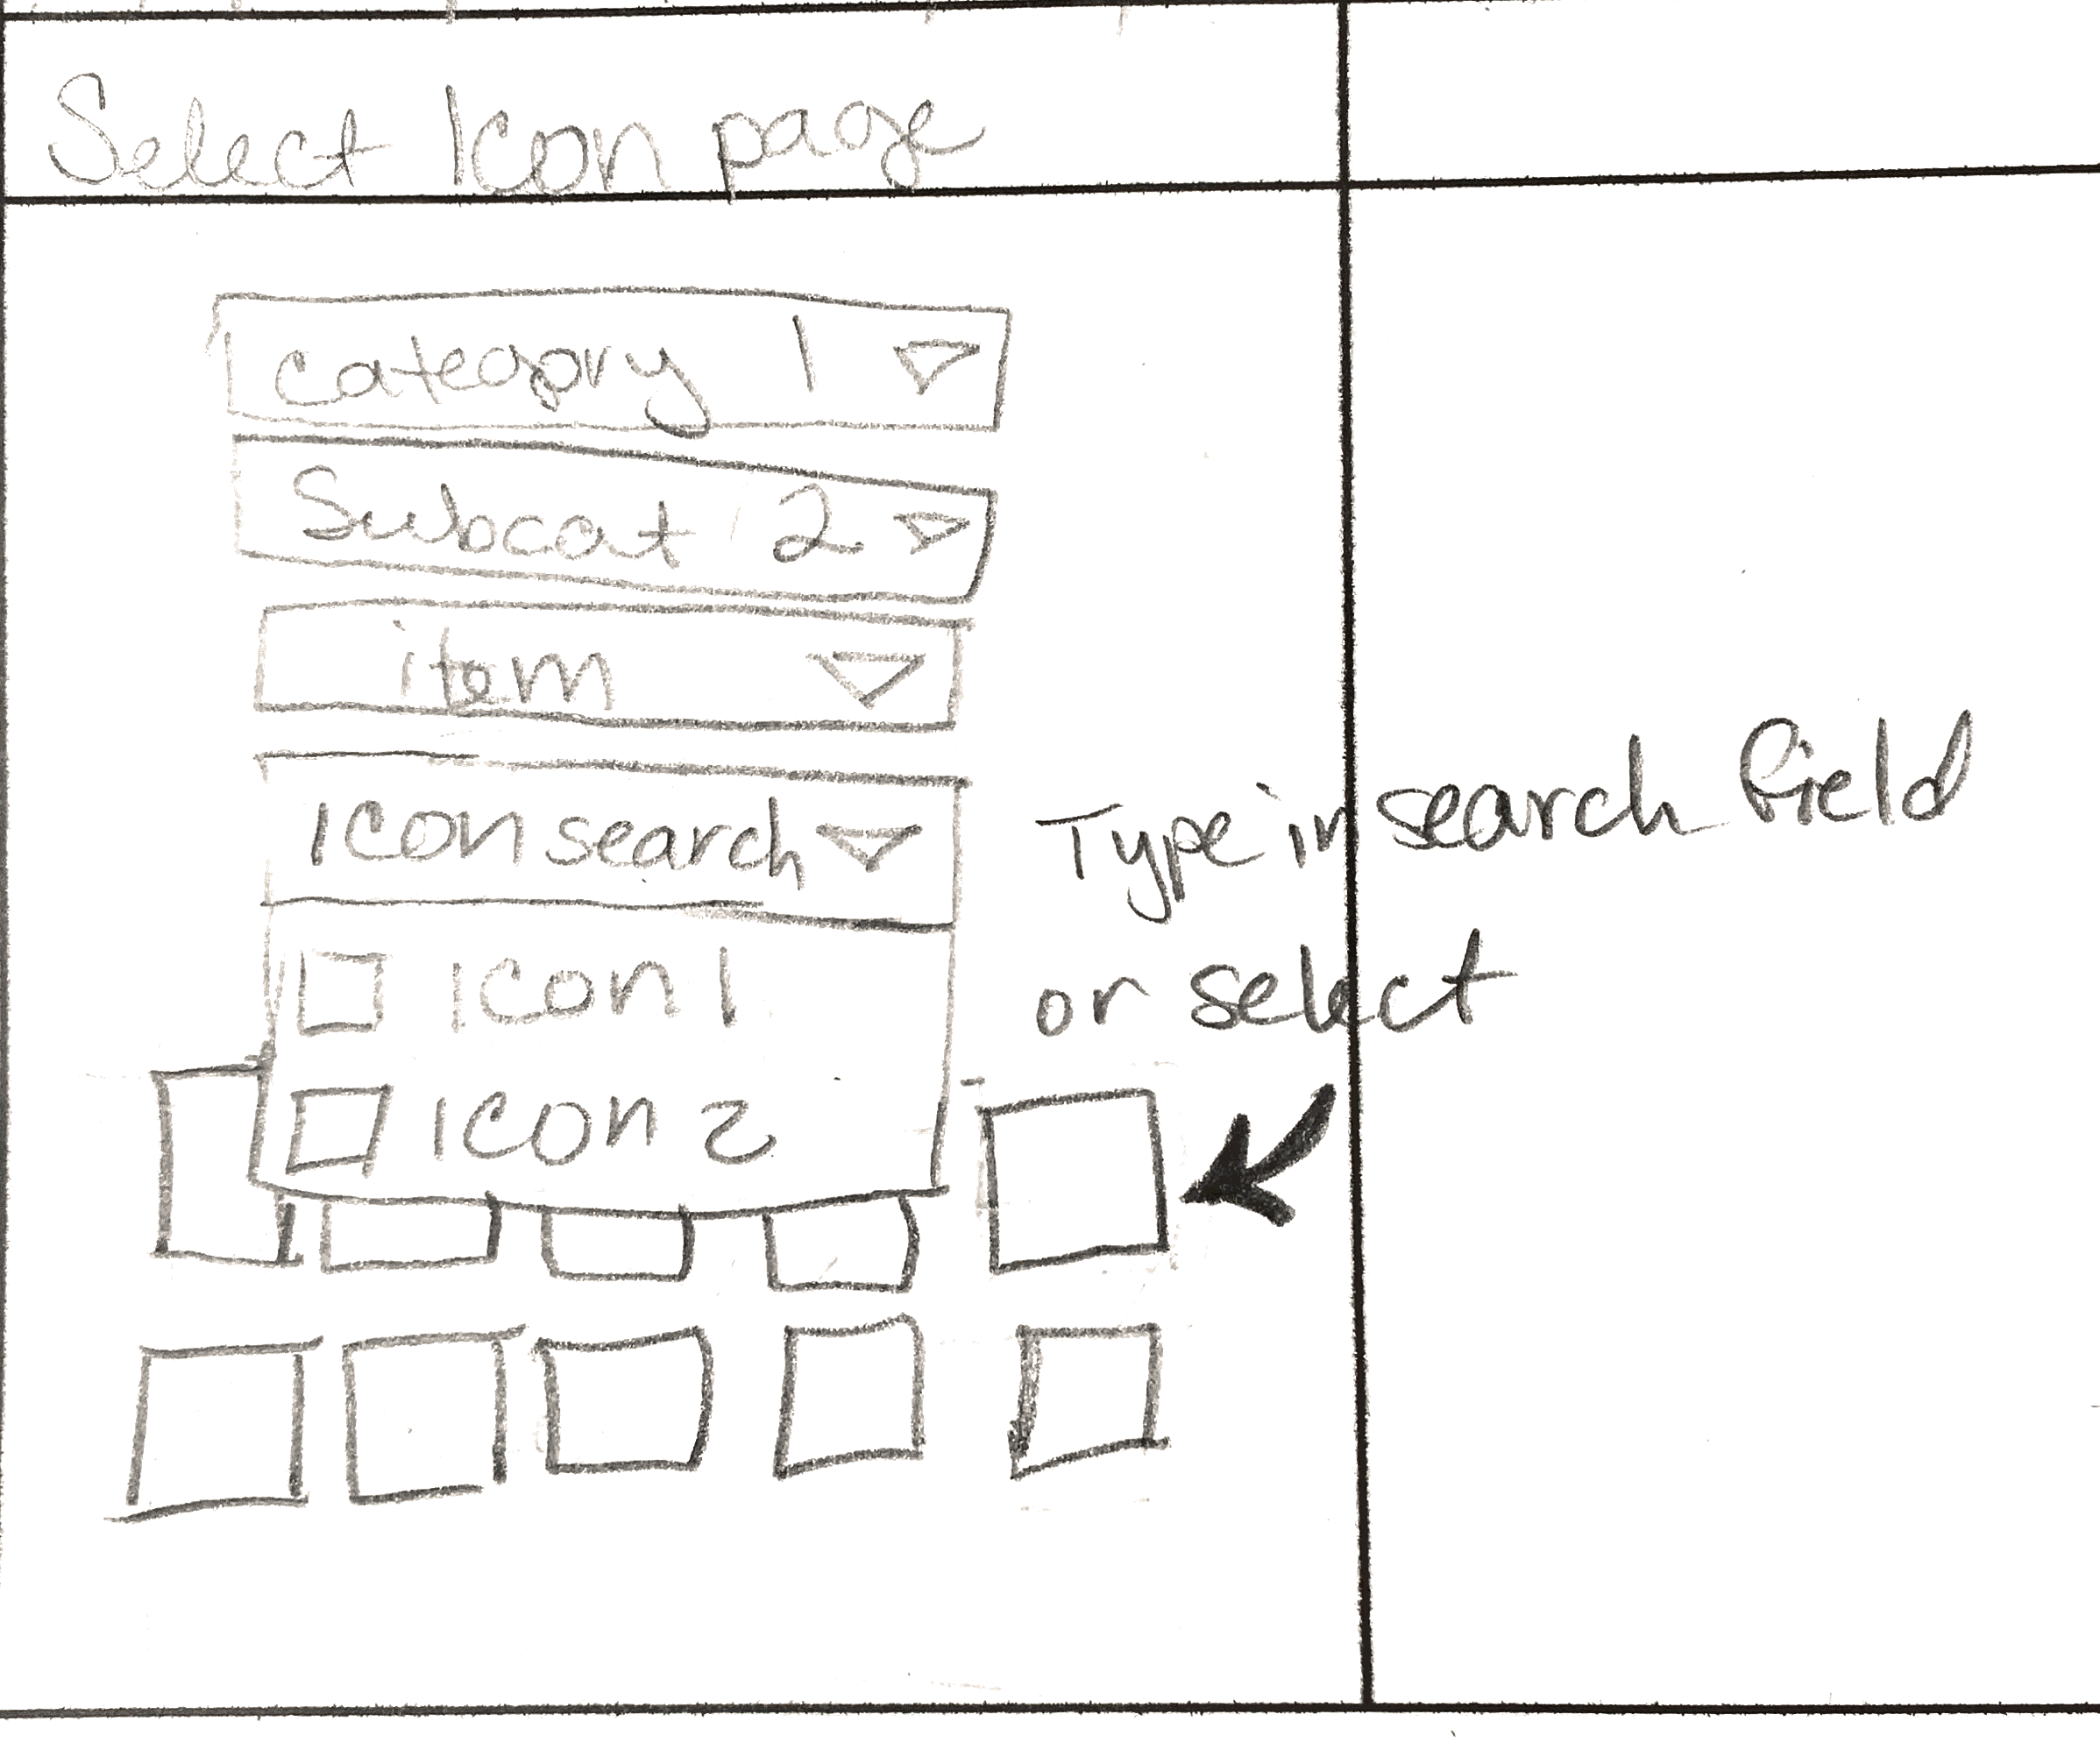 Select Icon page
category 1
Subcat 2
item
Icon search
Type in search field
or select
Icon 1
Icon 2